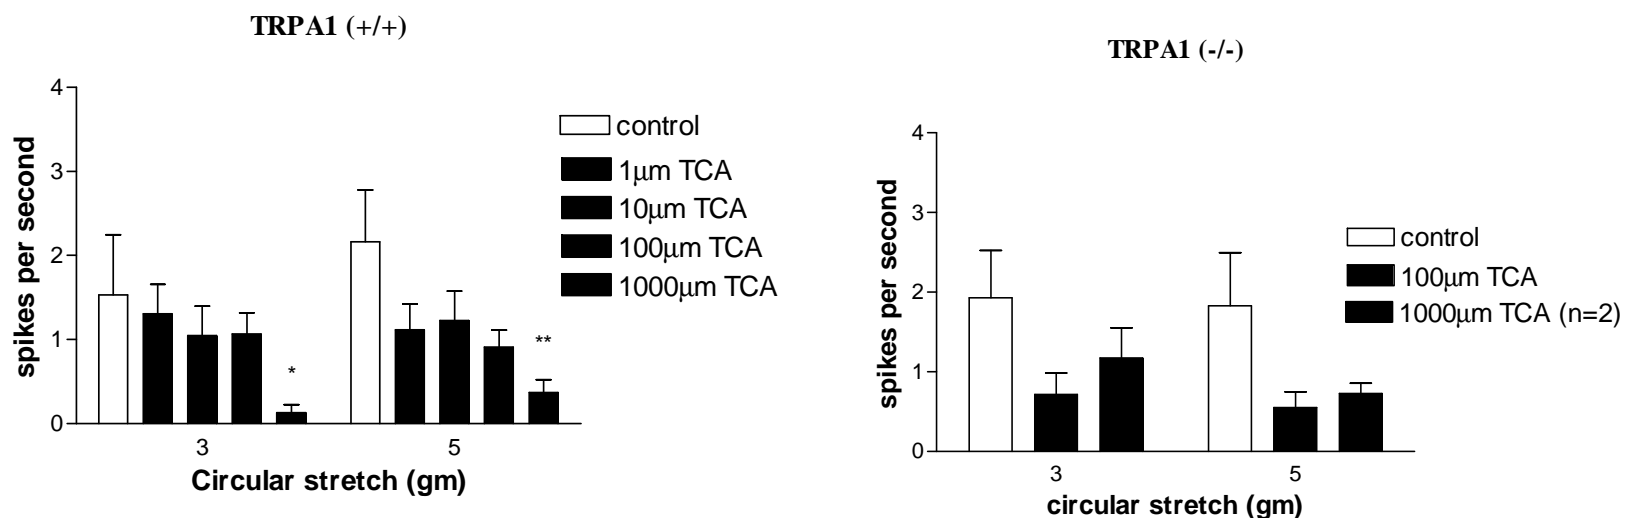 TRPA1 (+/+)
4
3
2
1
0
spikes per second
*
**
3
5
Circular stretch (gm)
control
1μm TCA
10μm TCA
100μm TCA
1000μm TCA
TRPA1 (-/-)
4
3
2
1
0
spikes per second
3
5
circular stretch (gm)
control
100μm TCA
1000μm TCA (n=2)